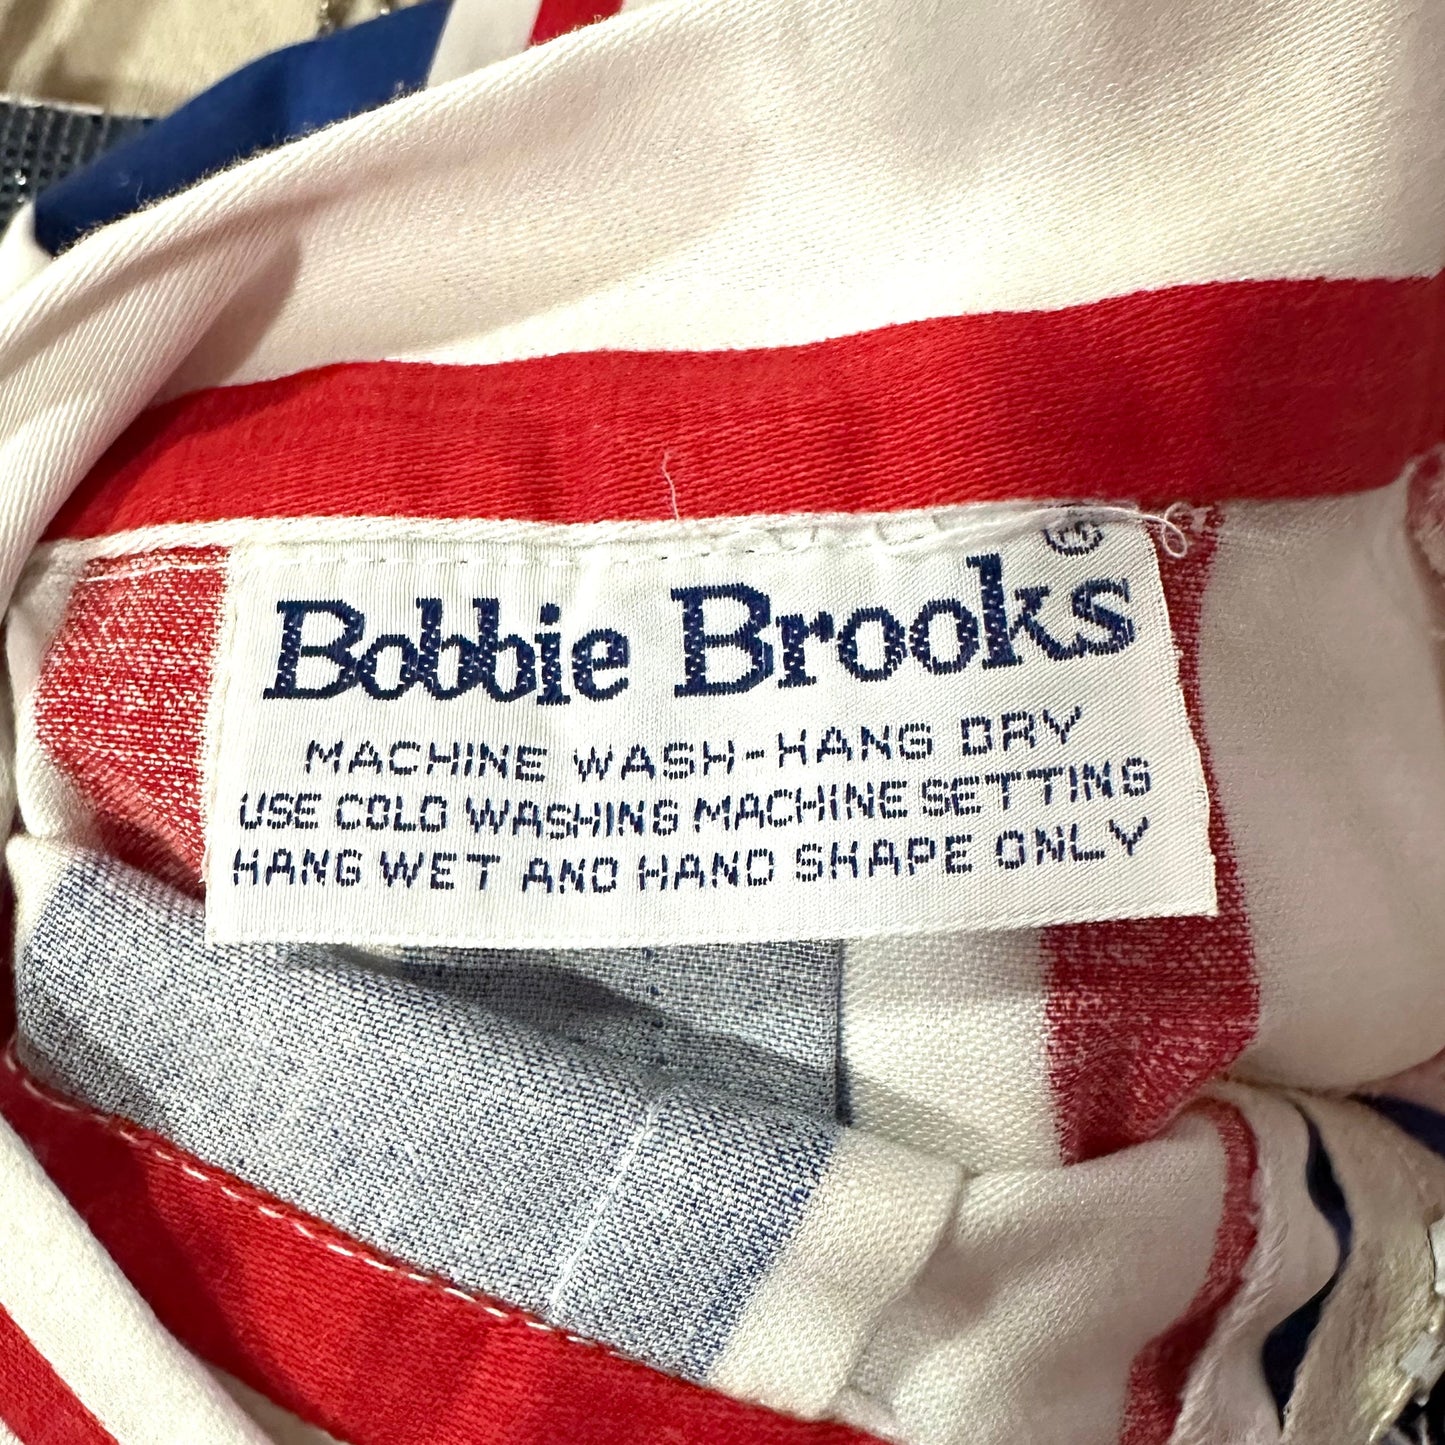 Bobbie Brooks
MACHINE WASH-HANG DRY
USE COLD WASHING MACHINE SETTING
HANG WET AND HAND SHAPE ONLY